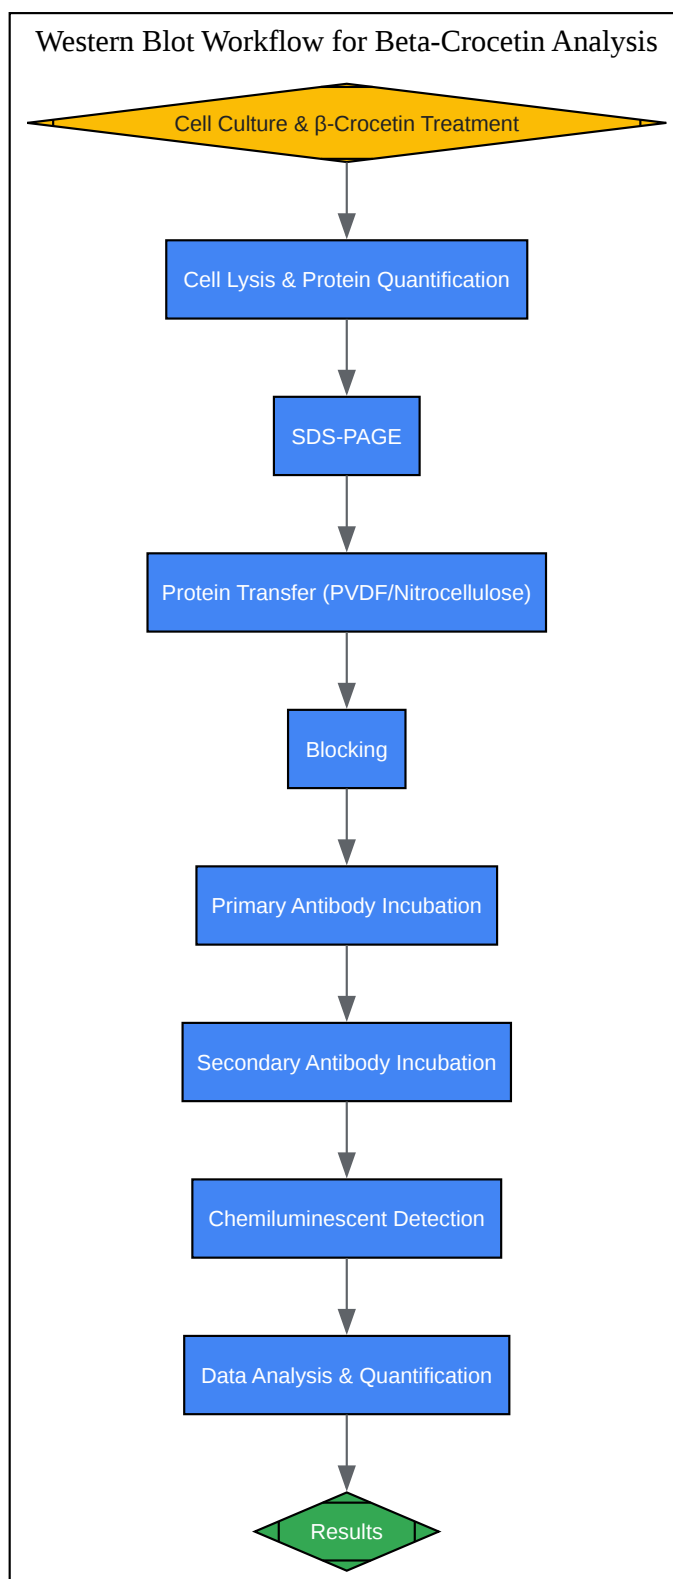 Western Blot Workflow for Beta-Crocetin Analysis
Cell Culture & β-Crocetin Treatment
Cell Lysis & Protein Quantification
SDS-PAGE
Protein Transfer (PVDF/Nitrocellulose)
Blocking
Primary Antibody Incubation
Secondary Antibody Incubation
Chemiluminescent Detection
Data Analysis & Quantification
Results